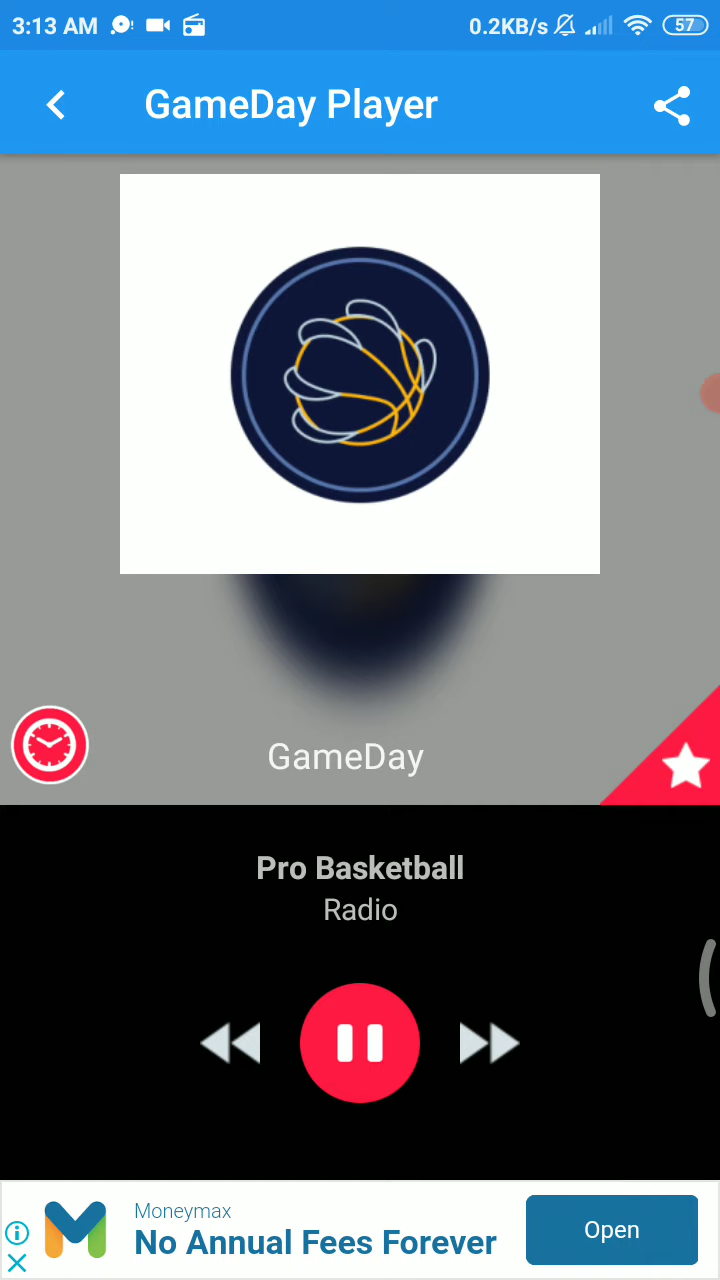 3:13 AM 0.2KB/s 57
GameDay Player
GameDay
Pro Basketball
Radio
Moneymax
No Annual Fees Forever
Open